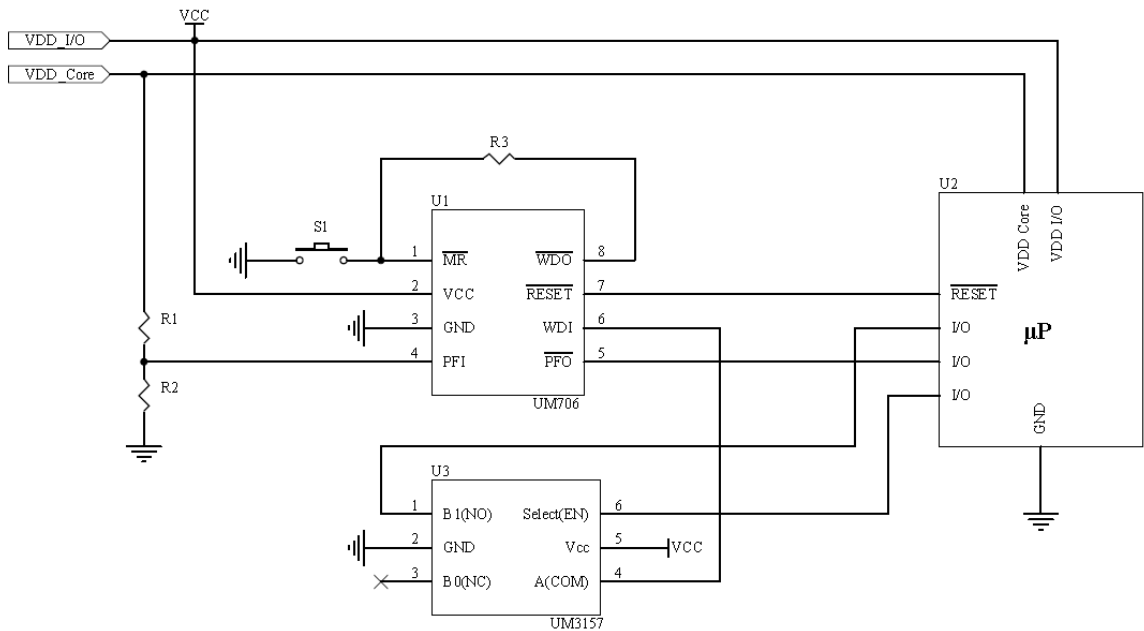 VCC
VDD_I/O
VDD_Core
R3
U1
U2
S1
VDD Core
VDD I/O
1 MR WDO 8
2 VCC RESET 7
3 GND WDI 6
4 PFI PFO 5
UM706
R1
R2
RESET
I/O
I/O
I/O
μP
GND
U3
1 B1(NO) Select(EN) 6
2 GND Vcc 5 VCC
3 B0(NC) A(COM) 4
UM3157